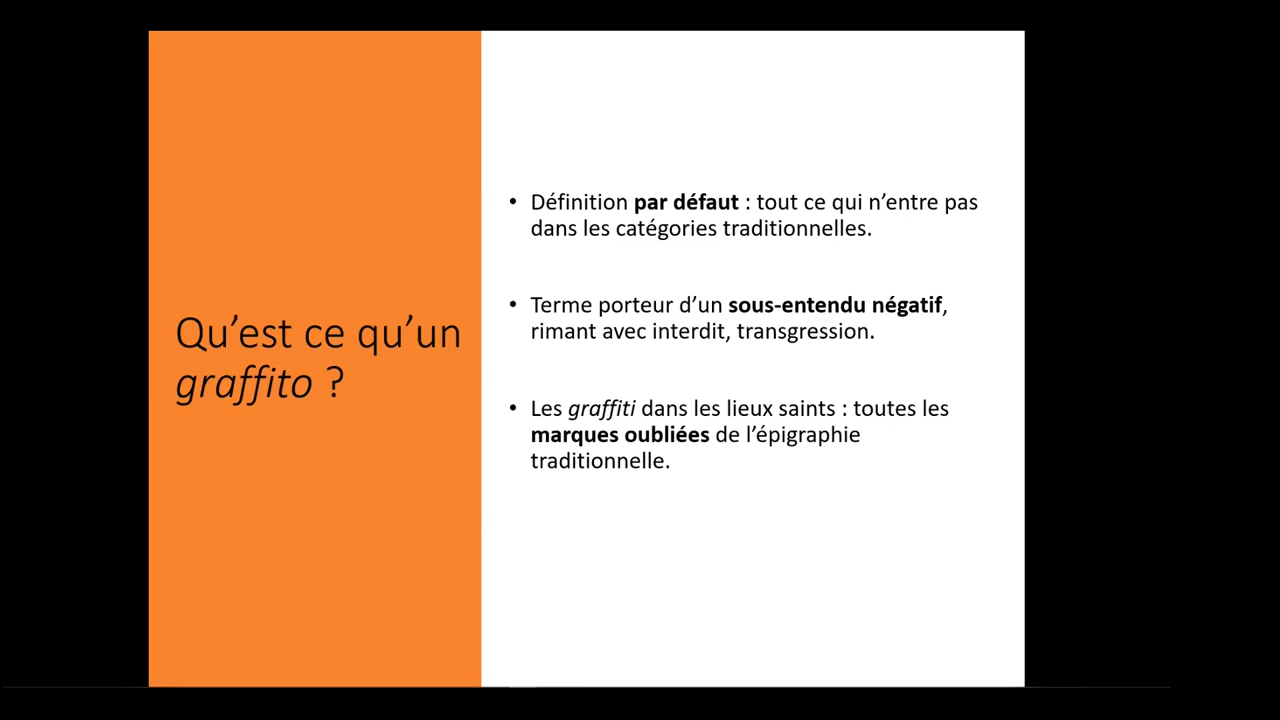 Qu’est ce qu’un
graffito ?
• Définition par défaut : tout ce qui n’entre pas
dans les catégories traditionnelles.
• Terme porteur d’un sous-entendu négatif,
rimant avec interdit, transgression.
• Les graffiti dans les lieux saints : toutes les
marques oubliées de l’épigraphie
traditionnelle.